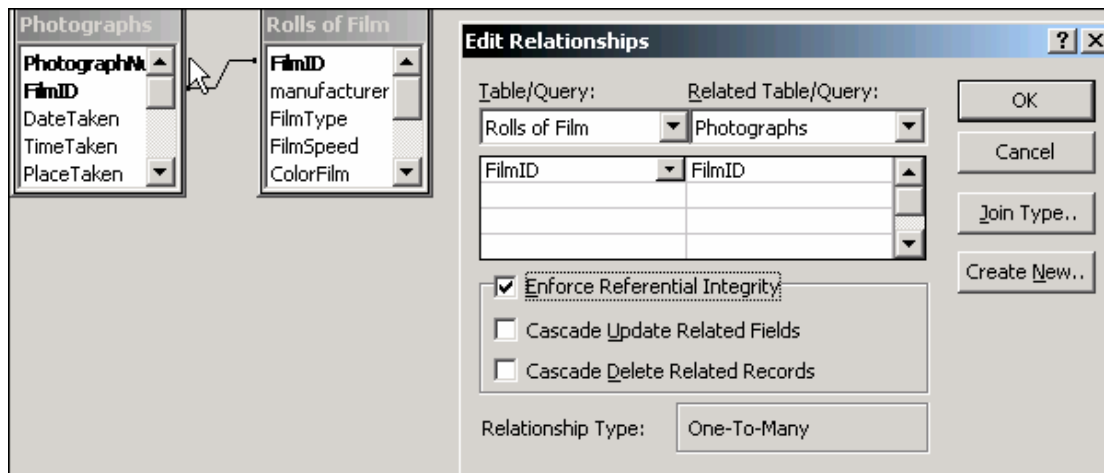 Photographs
PhotographNu
FilmID
DateTaken
TimeTaken
PlaceTaken
Rolls of Film
FilmID
manufacturer
FilmType
FilmSpeed
ColorFilm
Edit Relationships
Table/Query: Related Table/Query:
Rolls of Film Photographs
FilmID FilmID
Enforce Referential Integrity
Cascade Update Related Fields
Cascade Delete Related Records
Relationship Type: One-To-Many
OK
Cancel
Join Type..
Create New..